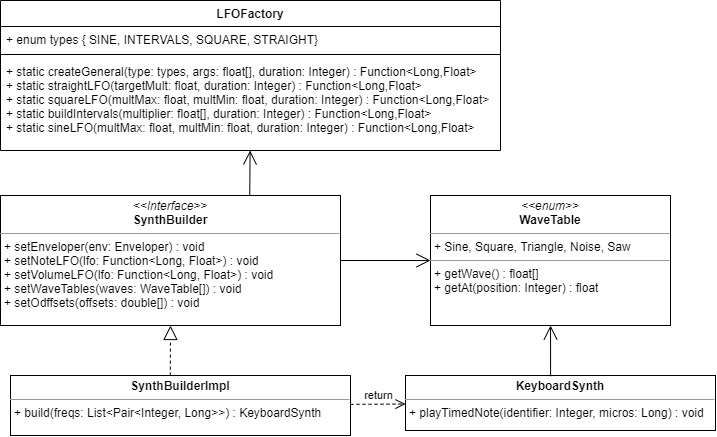 LFOFactory
+ enum types { SINE, INTERVALS, SQUARE, STRAIGHT}
+ static createGeneral(type: types, args: float[], duration: Integer) : Function<Long,Float>
+ static straightLFO(targetMult: float, duration: Integer) : Function<Long,Float>
+ static squareLFO(multMax: float, multMin: float, duration: Integer) : Function<Long,Float>
+ static buildIntervals(multiplier: float[], duration: Integer) : Function<Long,Float>
+ static sineLFO(multMax: float, multMin: float, duration: Integer) : Function<Long,Float>
<<Interface>>
SynthBuilder
+ setEnveloper(env: Enveloper) : void
+ setNoteLFO(lfo: Function<Long, Float>) : void
+ setVolumeLFO(lfo: Function<Long, Float>) : void
+ setWaveTables(waves: WaveTable[]) : void
+ setOdffsets(offsets: double[]) : void
<<enum>>
WaveTable
+ Sine, Square, Triangle, Noise, Saw
+ getWave() : float[]
+ getAt(position: Integer) : float
SynthBuilderImpl
+ build(freqs: List<Pair<Integer, Long>>) : KeyboardSynth
return
KeyboardSynth
+ playTimedNote(identifier: Integer, micros: Long) : void